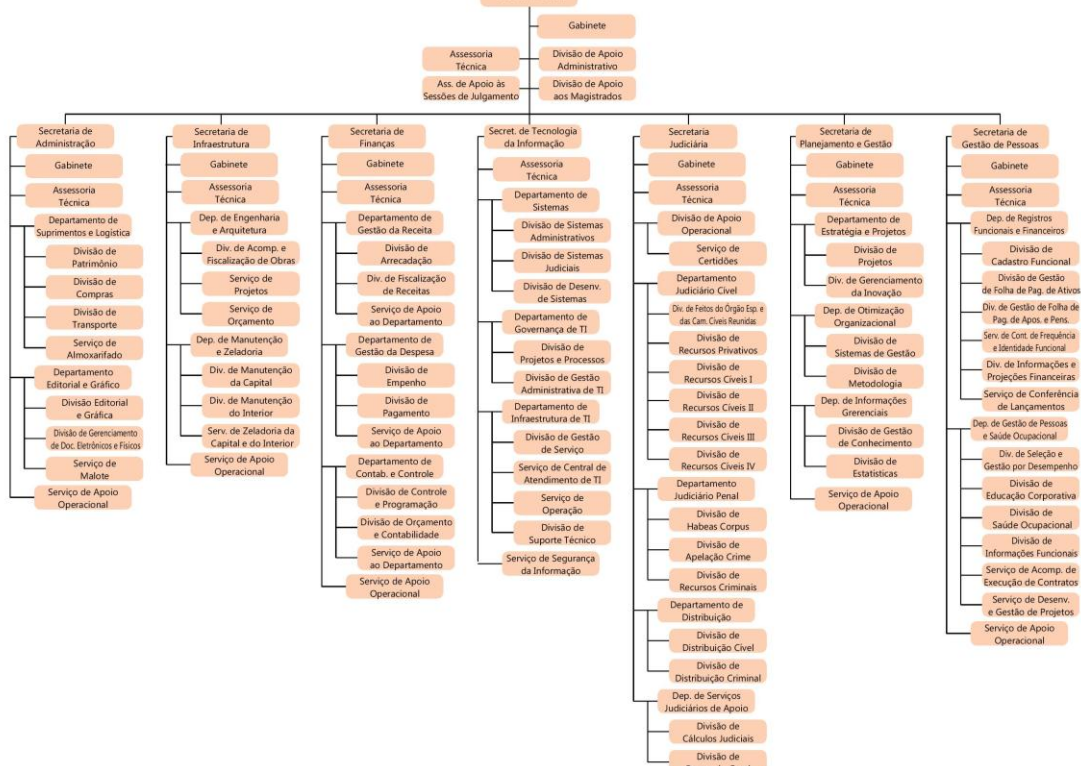 Gabinete
Assessoria
Técnica
Divisão de Apoio
Administrativo
Ass. de Apoio às
Sessões de Julgamento
Divisão de Apoio
aos Magistrados
Secretaria de
Administração
Gabinete
Assessoria
Técnica
Departamento de
Suprimentos e Logística
Divisão de
Patrimônio
Divisão de
Compras
Divisão de
Transporte
Serviço de
Almoxarifado
Departamento
Editorial e Gráfico
Divisão Editorial
e Gráfica
Divisão de Gerenciamento
de Doc. Eletrônicos e Físicos
Serviço de
Malote
Serviço de Apoio
Operacional
Secretaria de
Infraestrutura
Gabinete
Assessoria
Técnica
Dep. de Engenharia
e Arquitetura
Div. de Acomp. e
Fiscalização de Obras
Serviço de
Projetos
Serviço de
Orçamento
Dep. de Manutenção
e Zeladoria
Div. de Manutenção
da Capital
Div. de Manutenção
do Interior
Serv. de Zeladoria da
Capital e do Interior
Serviço de Apoio
Operacional
Secretaria de
Finanças
Gabinete
Assessoria
Técnica
Departamento de
Gestão da Receita
Divisão de
Arrecadação
Div. de Fiscalização
de Receitas
Serviço de Apoio
ao Departamento
Departamento de
Gestão da Despesa
Divisão de
Empenho
Divisão de
Pagamento
Serviço de Apoio
ao Departamento
Departamento de
Contab. e Controle
Divisão de Controle
e Programação
Divisão de Orçamento
e Contabilidade
Serviço de Apoio
ao Departamento
Serviço de Apoio
Operacional
Secret. de Tecnologia
da Informação
Assessoria
Técnica
Departamento de
Sistemas
Divisão de Sistemas
Administrativos
Divisão de Sistemas
Judiciais
Divisão de Desenv.
de Sistemas
Departamento de
Governança de TI
Divisão de
Projetos e Processos
Divisão de Gestão
Administrativa de TI
Departamento de
Infraestrutura de TI
Divisão de Gestão
de Serviço
Serviço de Central de
Atendimento de TI
Serviço de
Operação
Divisão de
Suporte Técnico
Serviço de Segurança
da Informação
Secretaria
Judiciária
Gabinete
Assessoria
Técnica
Divisão de Apoio
Operacional
Serviço de
Certidões
Departamento
Judiciário Cível
Div. de Feitos do Órgão Esp. e
das Cam. Cíveis Reunidas
Divisão de
Recursos Privativos
Divisão de
Recursos Cíveis I
Divisão de
Recursos Cíveis II
Divisão de
Recursos Cíveis III
Divisão de
Recursos Cíveis IV
Departamento
Judiciário Penal
Divisão de
Habeas Corpus
Divisão de
Apelação Crime
Divisão de
Recursos Criminais
Departamento de
Distribuição
Divisão de
Distribuição Cível
Divisão de
Distribuição Criminal
Dep. de Serviços
Judiciários de Apoio
Divisão de
Cálculos Judiciais
Divisão de
Secretaria de
Planejamento e Gestão
Gabinete
Assessoria
Técnica
Departamento de
Estratégia e Projetos
Divisão de
Projetos
Div. de Gerenciamento
da Inovação
Dep. de Otimização
Organizacional
Divisão de
Sistemas de Gestão
Divisão de
Metodologia
Dep. de Informações
Grerenciais
Divisão de Gestão
de Conhecimento
Divisão de
Estatísticas
Serviço de Apoio
Operacional
Secretaria de
Gestão de Pessoas
Gabinete
Assessoria
Técnica
Dep. de Registros
Funcionais e Financeiros
Divisão de
Cadastro Funcional
Divisão de Gestão
de Folha de Pag. de Ativos
Div. de Gestão de Folha de
Pag. de Apos. e Pens.
Serv. de Cont. de Frequência
e Identidade Funcional
Div. de Informações e
Projeções Financeiras
Serviço de Conferência
de Lançamentos
Dep. de Gestão de Pessoas
e Saúde Ocupacional
Div. de Seleção e
Gestão por Desempenho
Divisão de
Educação Corporativa
Divisão de
Saúde Ocupacional
Divisão de
Informações Funcionais
Serviço de Acomp. de
Execução de Contratos
Serviço de Desenv.
e Gestão de Projetos
Serviço de Apoio
Operacional